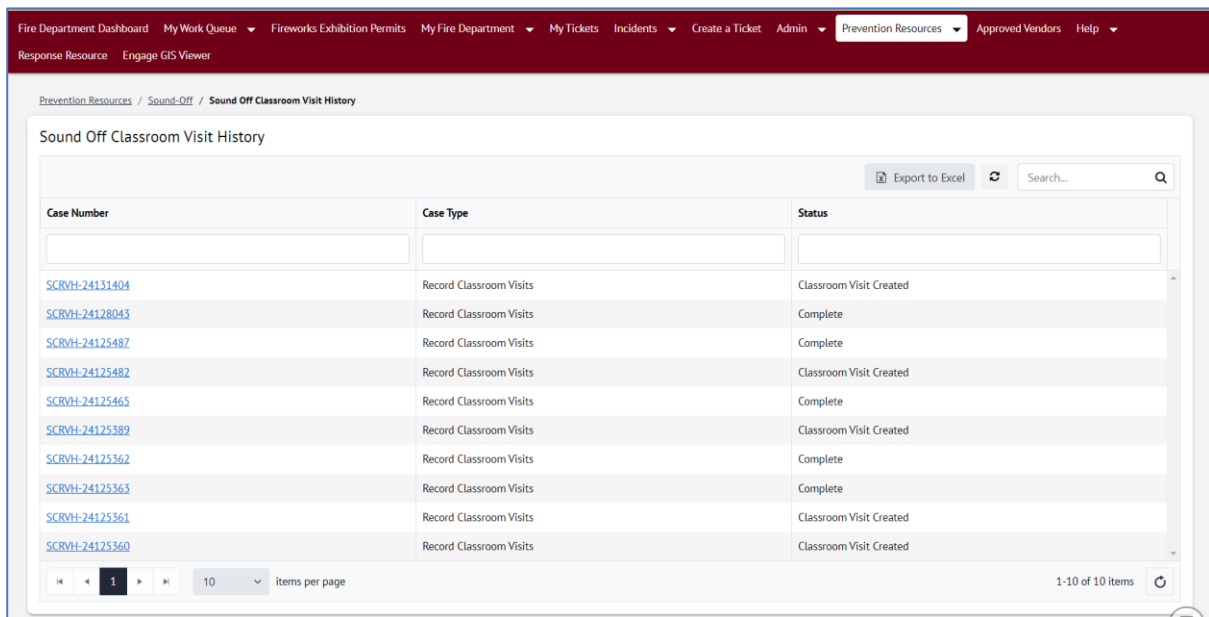 Fire Department Dashboard My Work Queue Fireworks Exhibition Permits My Fire Department My Tickets Incidents Create a Ticket Admin Prevention Resources Approved Vendors Help
Response Resource Engage GIS Viewer
Prevention Resources / Sound-Off / Sound Off Classroom Visit History
Sound Off Classroom Visit History
Export to Excel Search...
Case Number Case Type Status
SCRVH-24131404 Record Classroom Visits Classroom Visit Created
SCRVH-24128043 Record Classroom Visits Complete
SCRVH-24125487 Record Classroom Visits Complete
SCRVH-24125482 Record Classroom Visits Classroom Visit Created
SCRVH-24125465 Record Classroom Visits Complete
SCRVH-24125389 Record Classroom Visits Classroom Visit Created
SCRVH-24125362 Record Classroom Visits Complete
SCRVH-24125363 Record Classroom Visits Complete
SCRVH-24125361 Record Classroom Visits Classroom Visit Created
SCRVH-24125360 Record Classroom Visits Classroom Visit Created
1 10 items per page 1-10 of 10 items